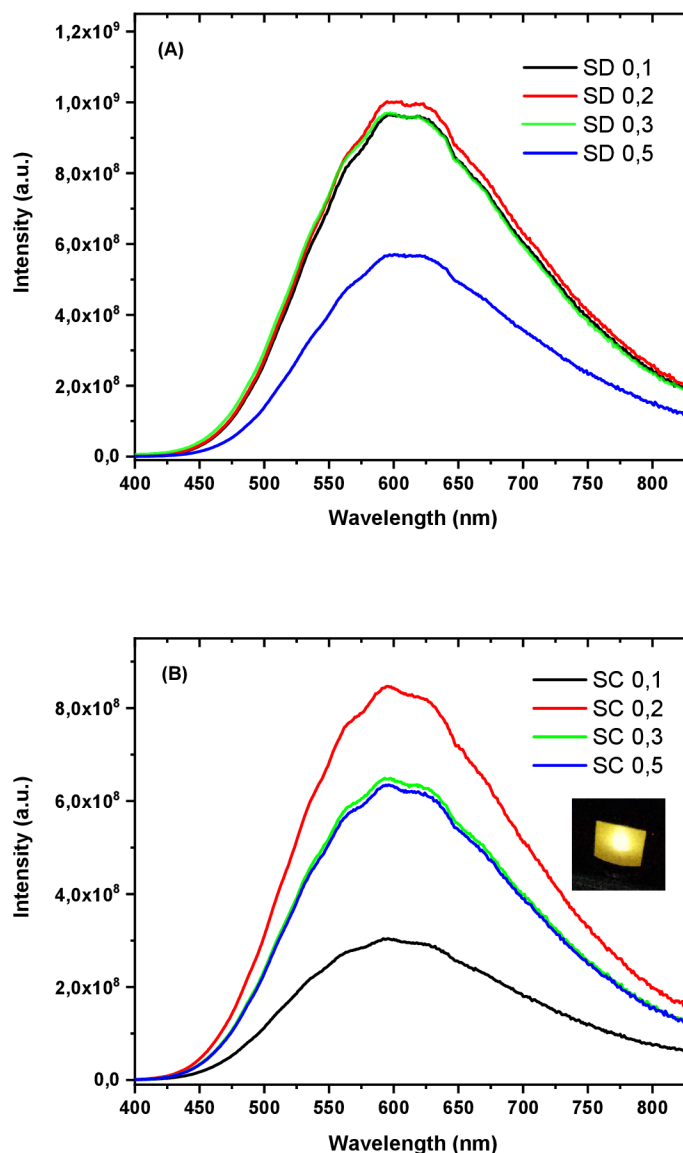 (A)
SD 0,1
SD 0,2
SD 0,3
SD 0,5
Intensity (a.u.)
1,2x10⁹
1,0x10⁹
8,0x10⁸
6,0x10⁸
4,0x10⁸
2,0x10⁸
0,0
400 450 500 550 600 650 700 750 800
Wavelength (nm)
(B)
SC 0,1
SC 0,2
SC 0,3
SC 0,5
Intensity (a.u.)
8,0x10⁸
6,0x10⁸
4,0x10⁸
2,0x10⁸
0,0
400 450 500 550 600 650 700 750 800
Wavelength (nm)